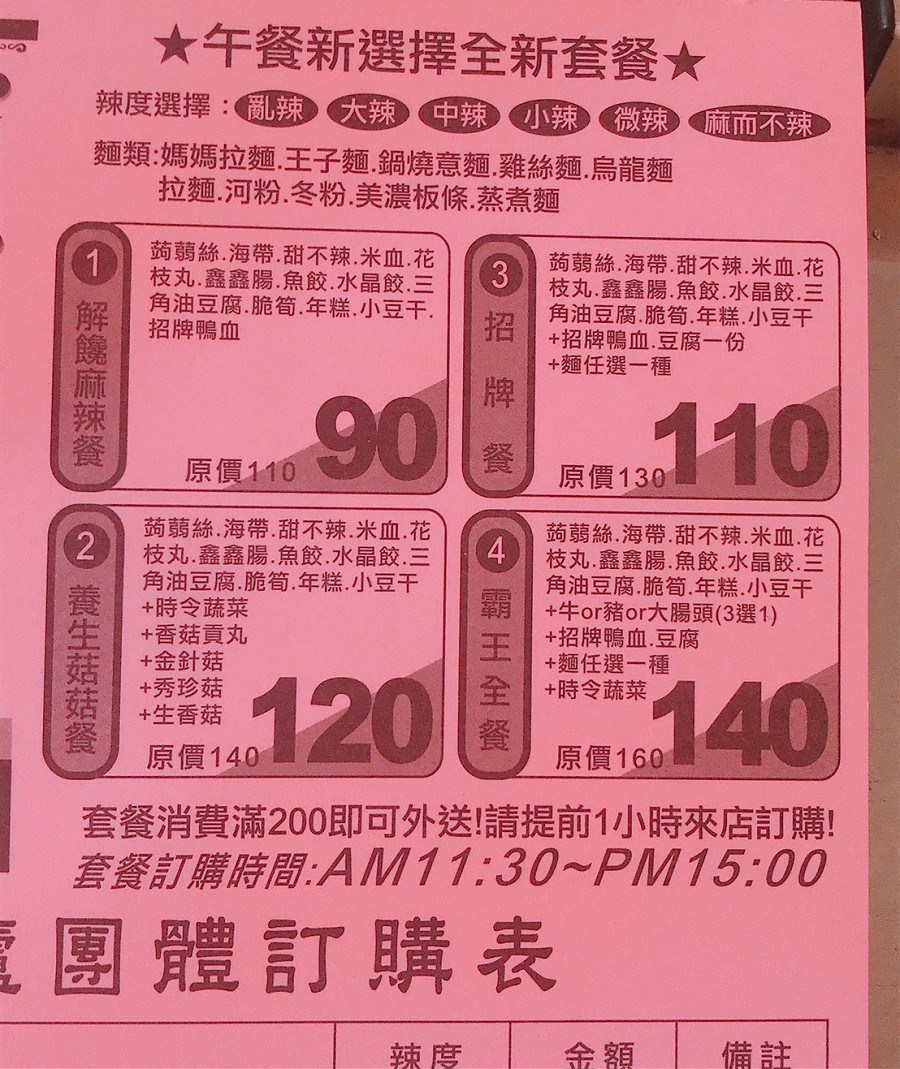 ★午餐新選擇全新套餐★
辣度選擇：亂辣 大辣 中辣 小辣 微辣 麻而不辣
麵類:媽媽拉麵.王子麵.鍋燒意麵.雞絲麵.烏龍麵
拉麵.河粉.冬粉.美濃板條.蒸煮麵
1
解饞麻辣餐
蒟蒻絲.海帶.甜不辣.米血.花
枝丸.鑫鑫腸.魚餃.水晶餃.三
角油豆腐.脆筍.年糕.小豆干.
招牌鴨血
原價110 90
3
招牌餐
蒟蒻絲.海帶.甜不辣.米血.花
枝丸.鑫鑫腸.魚餃.水晶餃.三
角油豆腐.脆筍.年糕.小豆干
+招牌鴨血.豆腐一份
+麵任選一種
原價130 110
2
養生菇菇餐
蒟蒻絲.海帶.甜不辣.米血.花
枝丸.鑫鑫腸.魚餃.水晶餃.三
角油豆腐.脆筍.年糕.小豆干
+時令蔬菜
+香菇貢丸
+金針菇
+秀珍菇
+生香菇
原價140 120
4
霸王全餐
蒟蒻絲.海帶.甜不辣.米血.花
枝丸.鑫鑫腸.魚餃.水晶餃.三
角油豆腐.脆筍.年糕.小豆干
+牛or豬or大腸頭(3選1)
+招牌鴨血.豆腐
+麵任選一種
+時令蔬菜
原價160 140
套餐消費滿200即可外送!請提前1小時來店訂購!
套餐訂購時間:AM11:30~PM15:00
團體訂購表
辣度 金額 備註